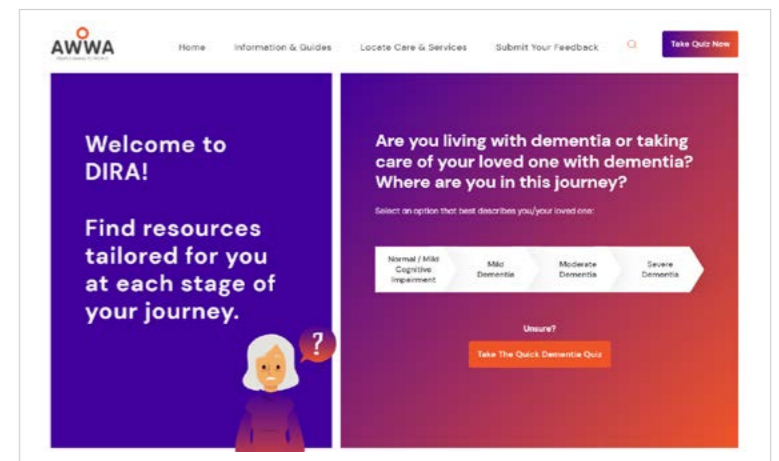 AWWA
Home
Information & Guides
Locate Care & Services
Submit Your Feedback
Take Quiz Now
Welcome to
DIRA!
Find resources
tailored for you
at each stage of
your journey.
?
Are you living with dementia or taking
care of your loved one with dementia?
Where are you in this journey?
Select an option that best describes you/your loved one:
Normal / Mild
Cognitive
Impairment
Mild
Dementia
Moderate
Dementia
Severe
Dementia
Unsure?
Take The Quick Dementia Quiz